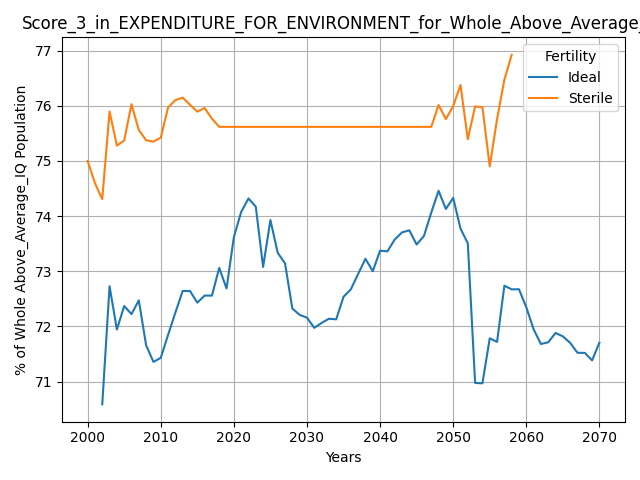 Score_3_in_EXPENDITURE_FOR_ENVIRONMENT_for_Whole_Above_Average_
77
76
75
74
73
72
71
% of Whole Above_Average_IQ Population
Fertility
Ideal
Sterile
2000 2010 2020 2030 2040 2050 2060 2070
Years